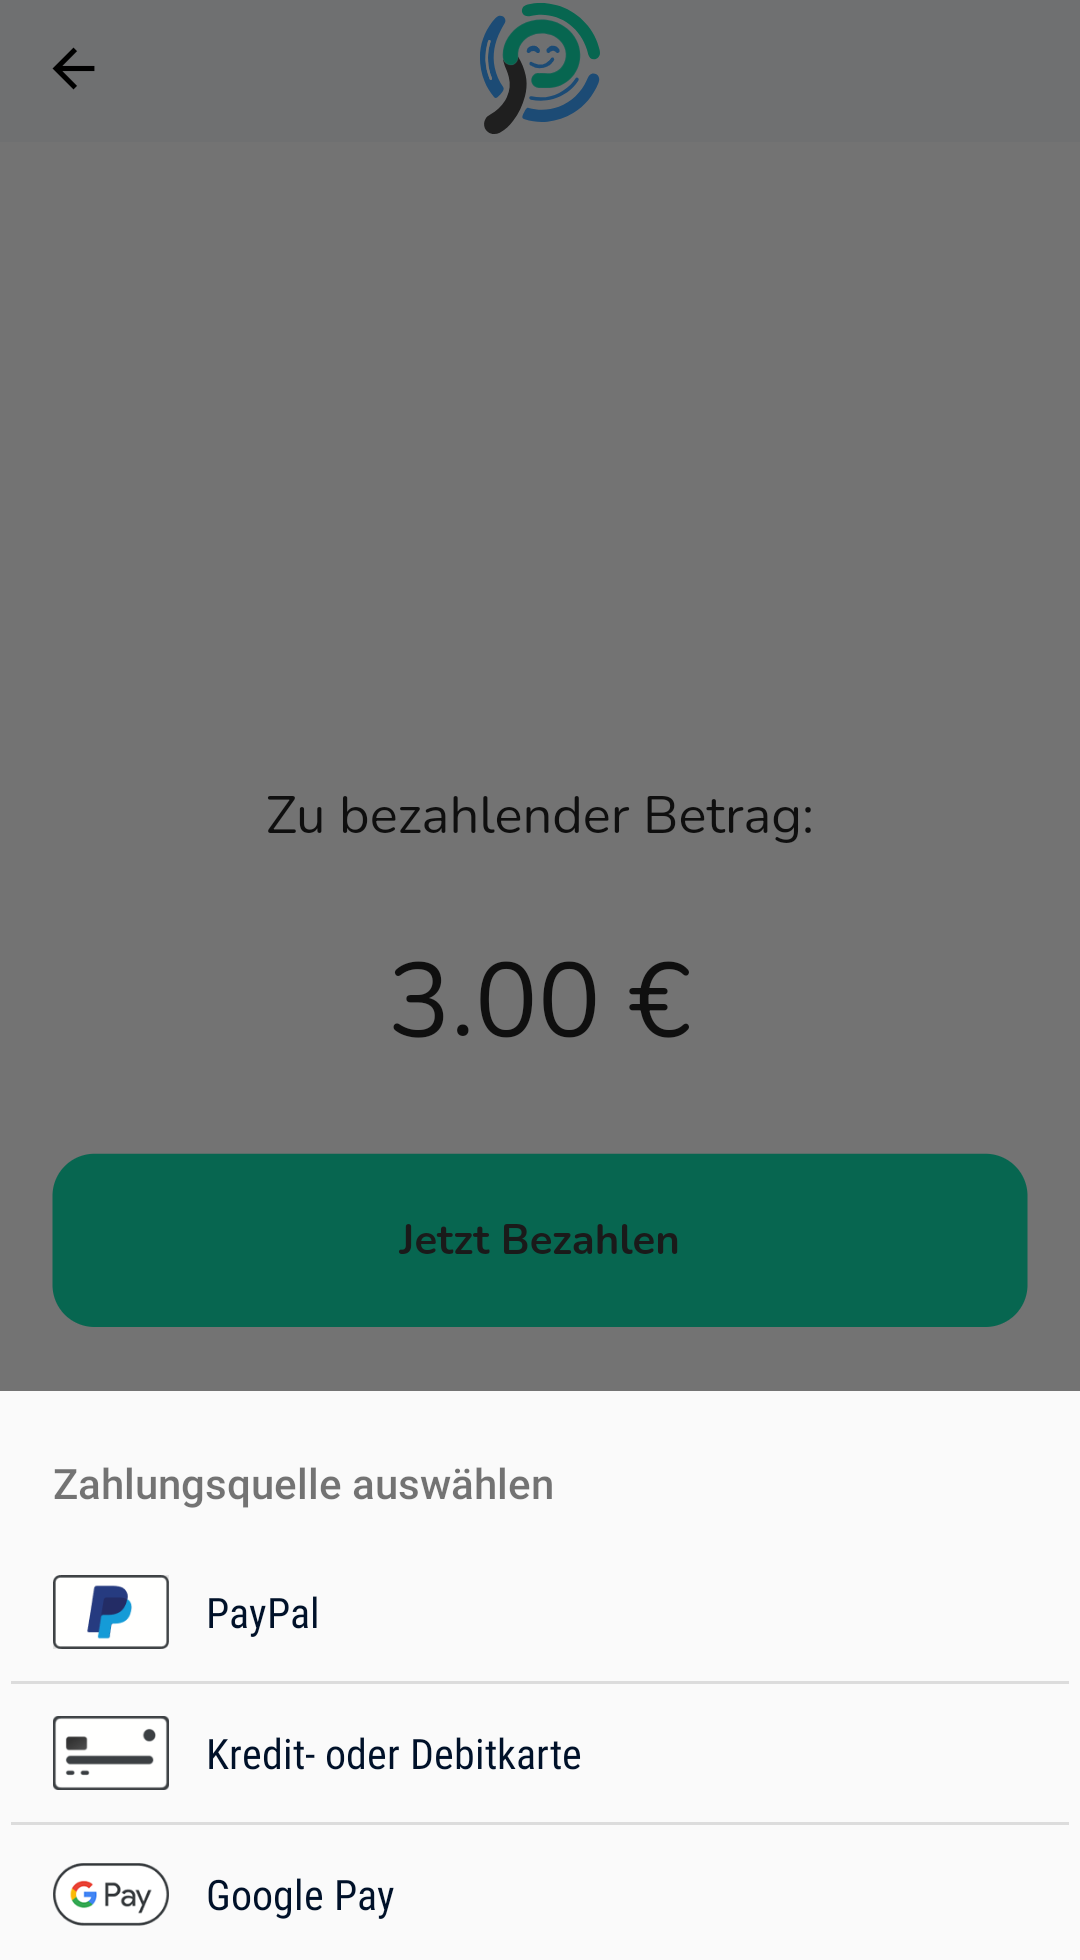 Zu bezahlender Betrag:
3.00 €
Jetzt Bezahlen
Zahlungsquelle auswählen
PayPal
Kredit- oder Debitkarte
G Pay
Google Pay